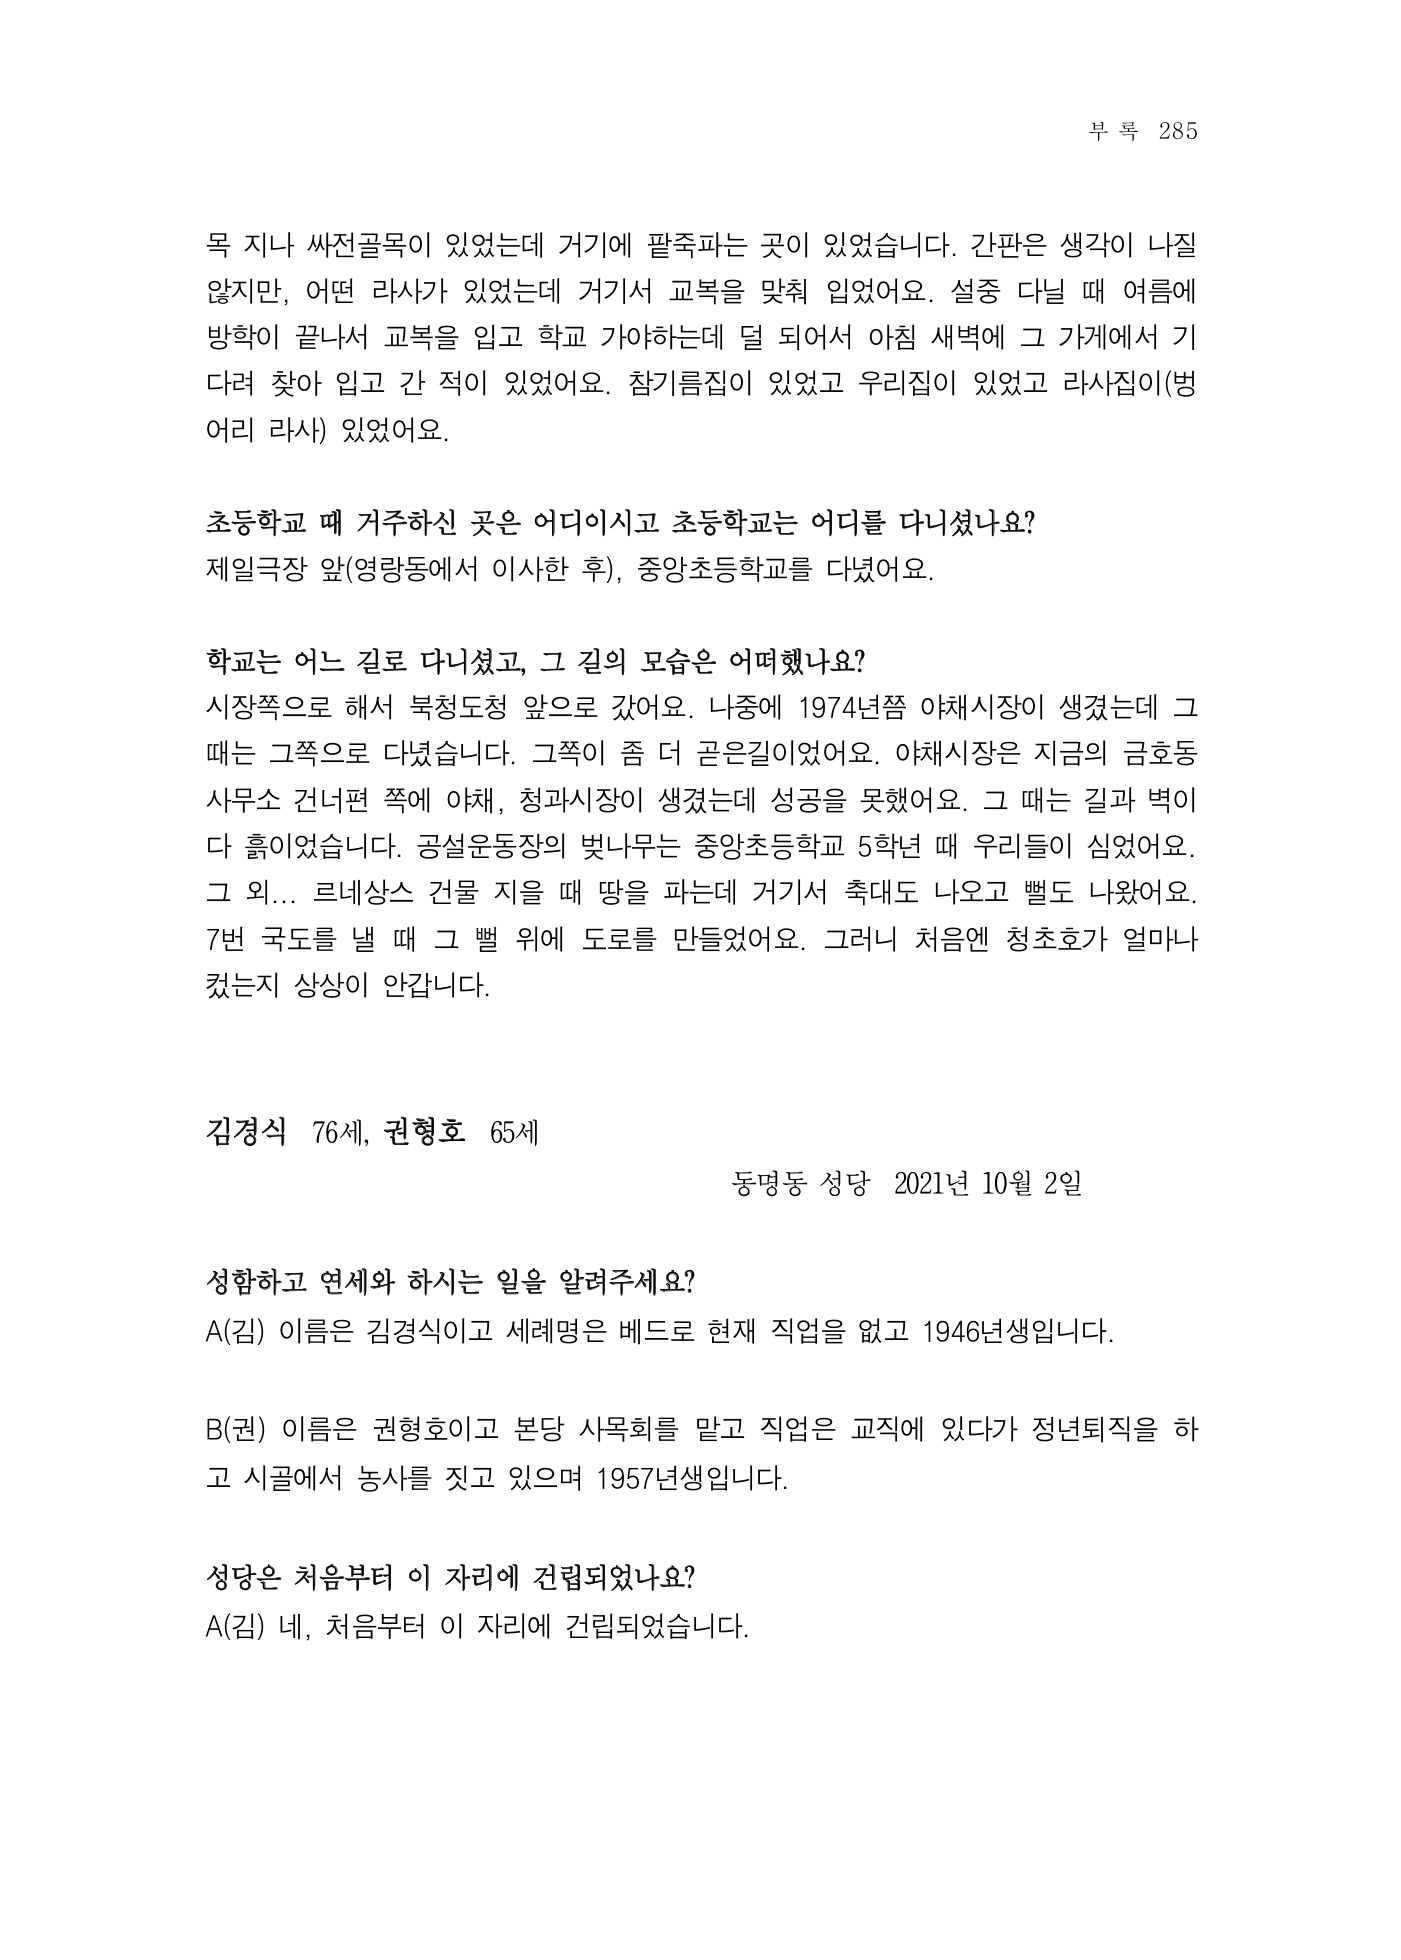 부 록 285
목 지나 싸전골목이 있었는데 거기에 팥죽파는 곳이 있었습니다. 간판은 생각이 나질
않지만, 어떤 라사가 있었는데 거기서 교복을 맞춰 입었어요. 설중 다닐 때 여름에
방학이 끝나서 교복을 입고 학교 가야하는데 덜 되어서 아침 새벽에 그 가게에서 기
다려 찾아 입고 간 적이 있었어요. 참기름집이 있었고 우리집이 있었고 라사집이(벙
어리 라사) 있었어요.
초등학교 때 거주하신 곳은 어디이시고 초등학교는 어디를 다니셨나요?
제일극장 앞(영랑동에서 이사한 후), 중앙초등학교를 다녔어요.
학교는 어느 길로 다니셨고, 그 길의 모습은 어떠했나요?
시장쪽으로 해서 북청도청 앞으로 갔어요. 나중에 1974년쯤 야채시장이 생겼는데 그
때는 그쪽으로 다녔습니다. 그쪽이 좀 더 곧은길이었어요. 야채시장은 지금의 금호동
사무소 건너편 쪽에 야채, 청과시장이 생겼는데 성공을 못했어요. 그 때는 길과 벽이
다 흙이었습니다. 공설운동장의 벚나무는 중앙초등학교 5학년 때 우리들이 심었어요.
그 외... 르네상스 건물 지을 때 땅을 파는데 거기서 축대도 나오고 뻘도 나왔어요.
7번 국도를 낼 때 그 뻘 위에 도로를 만들었어요. 그러니 처음엔 청초호가 얼마나
컸는지 상상이 안갑니다.
김경식 76세, 권형호 65세
동명동 성당 2021년 10월 2일
성함하고 연세와 하시는 일을 알려주세요?
A(김) 이름은 김경식이고 세례명은 베드로 현재 직업을 없고 1946년생입니다.
B(권) 이름은 권형호이고 본당 사목회를 맡고 직업은 교직에 있다가 정년퇴직을 하
고 시골에서 농사를 짓고 있으며 1957년생입니다.
성당은 처음부터 이 자리에 건립되었나요?
A(김) 네, 처음부터 이 자리에 건립되었습니다.